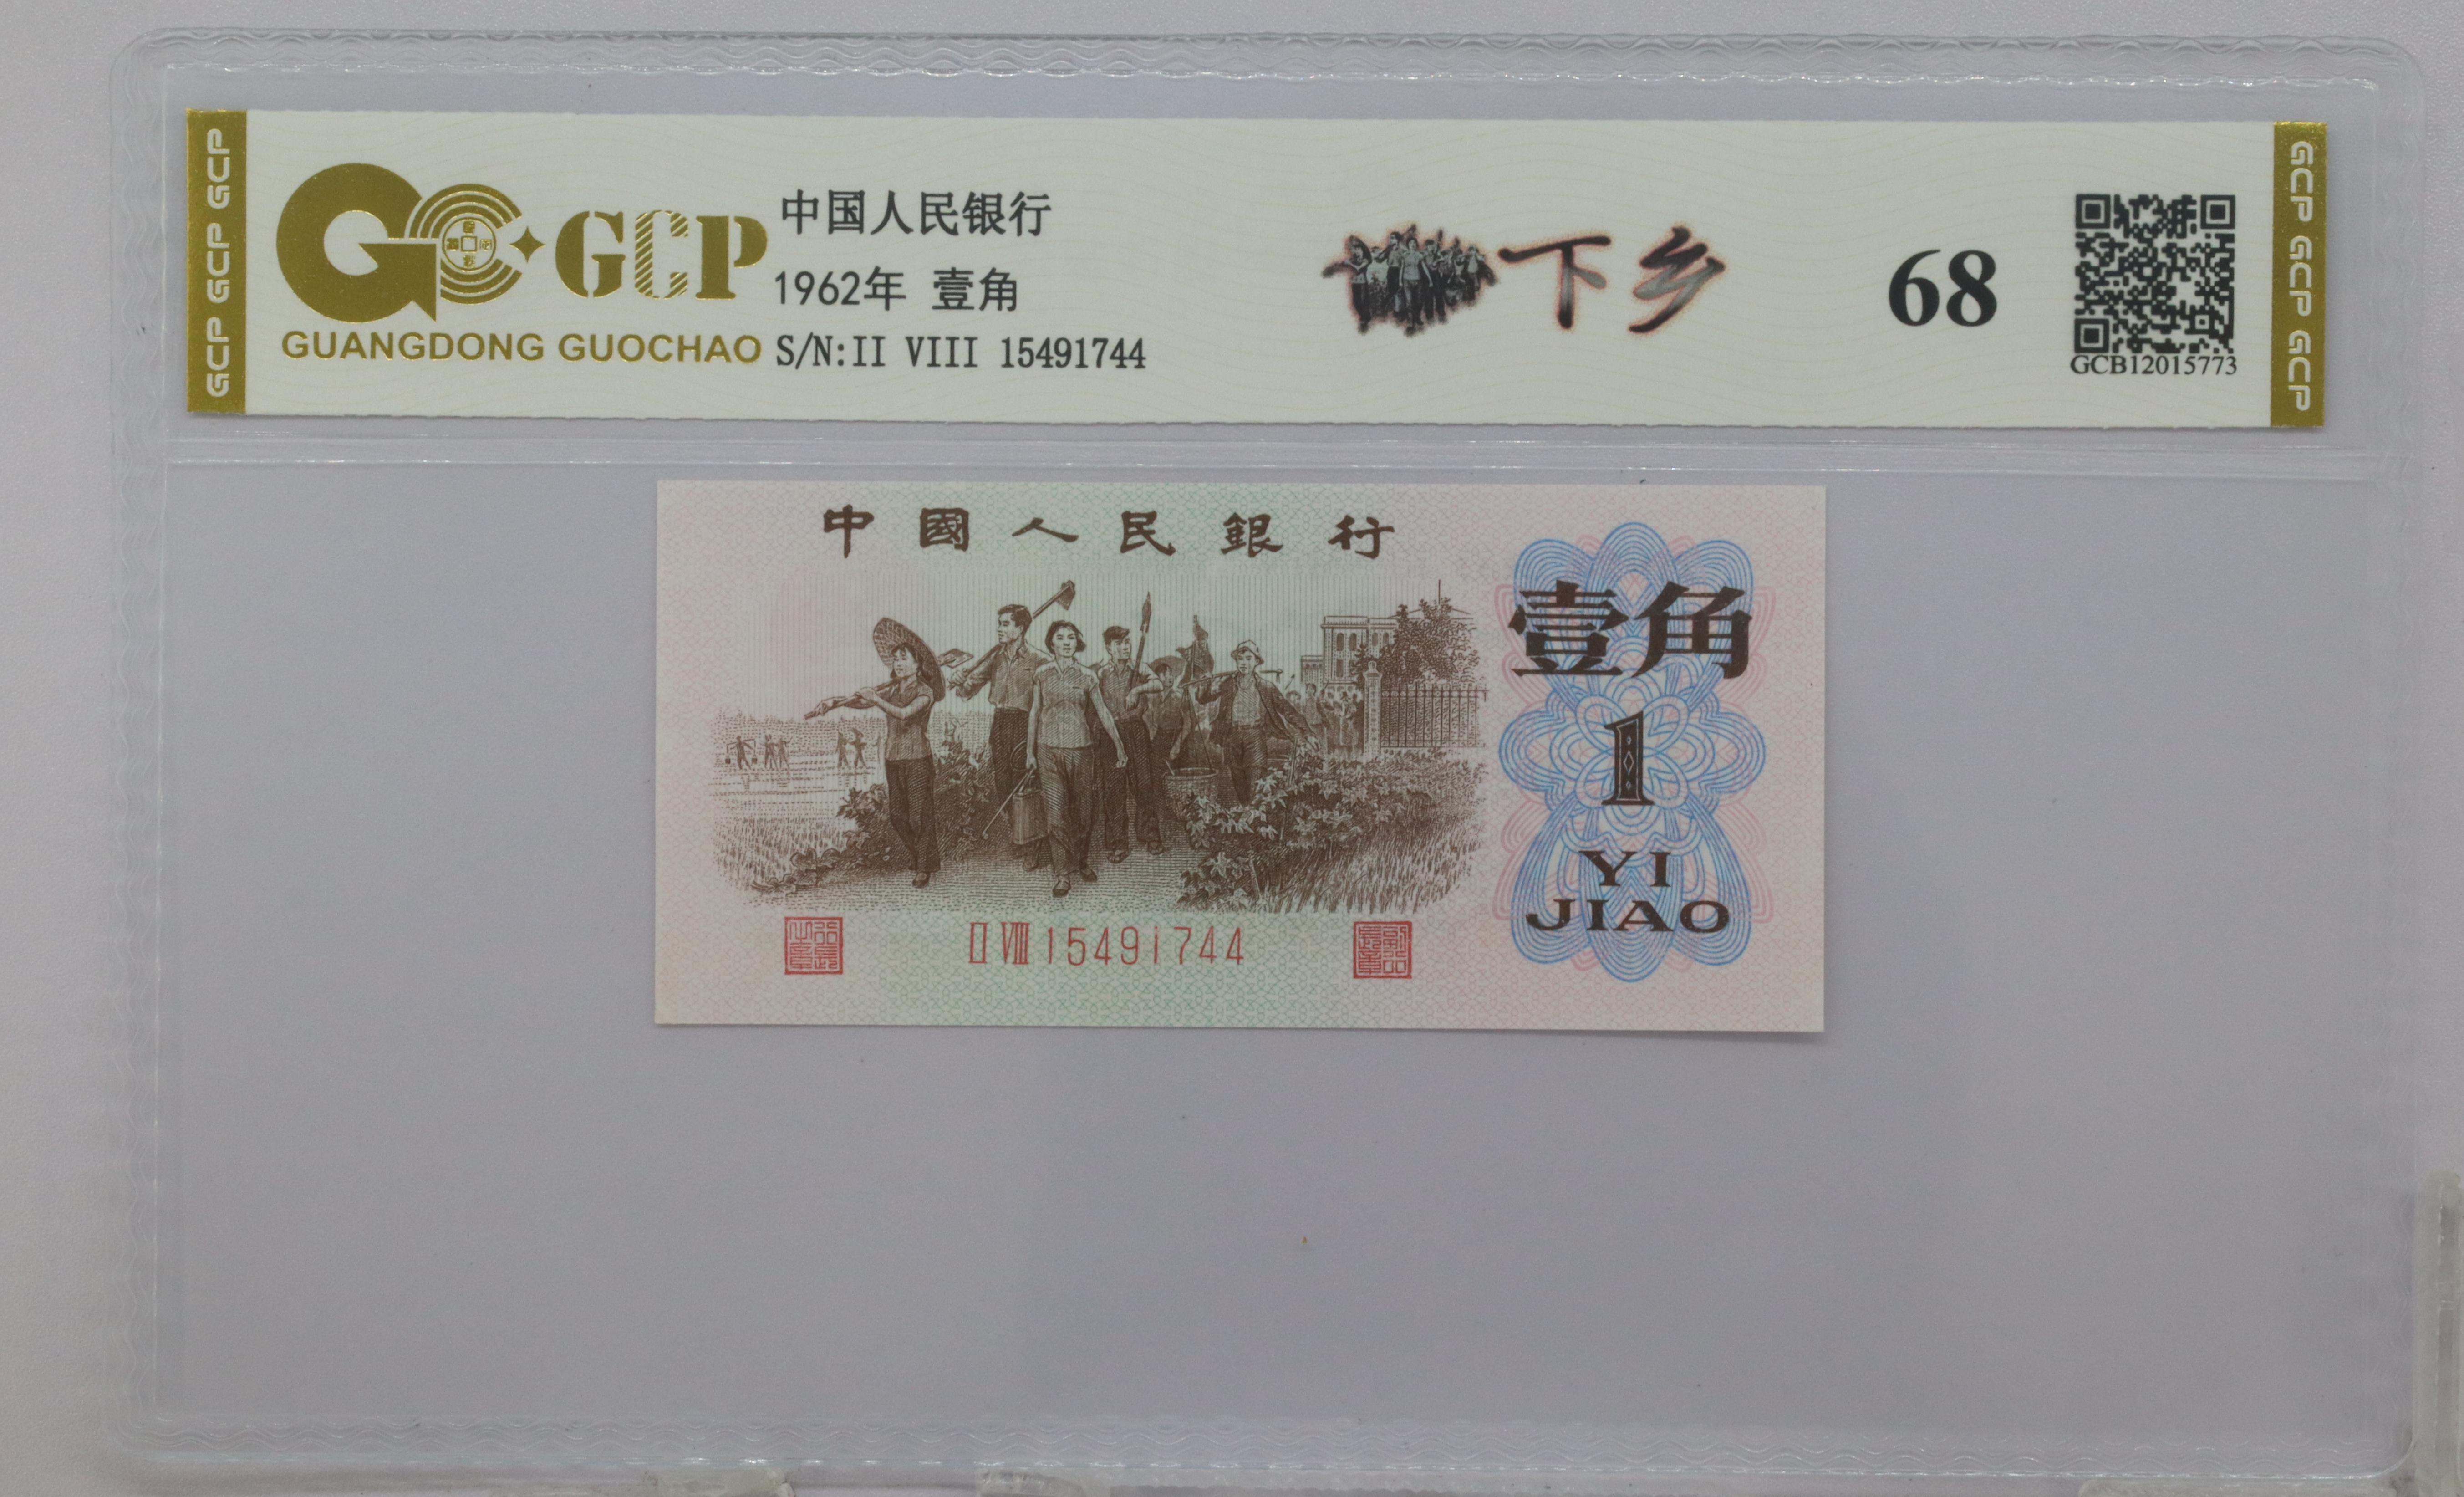 GCP GCP GCP
GCP
GUANGDONG GUOCHAO
中国人民银行
1962年 壹角
S/N:II VIII 15491744
下乡
68
GCB12015773
GCP GCP GCP
中國人民銀行
壹角
1
YI
JIAO
II VIII 15491744